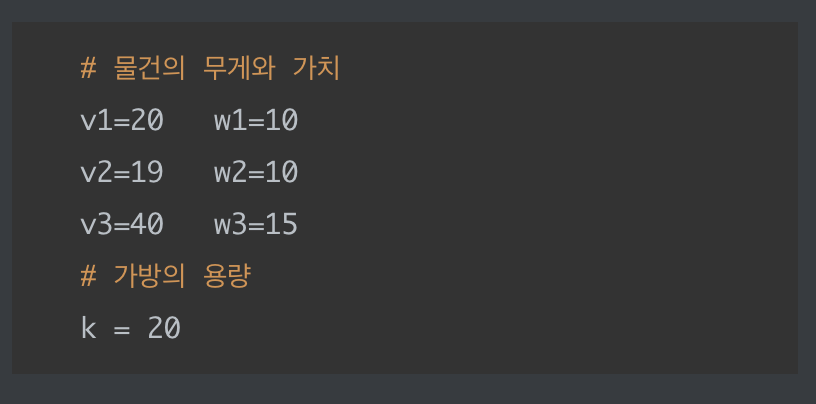 # 물건의 무게와 가치
v1=20   w1=10
v2=19   w2=10
v3=40   w3=15
# 가방의 용량
k = 20